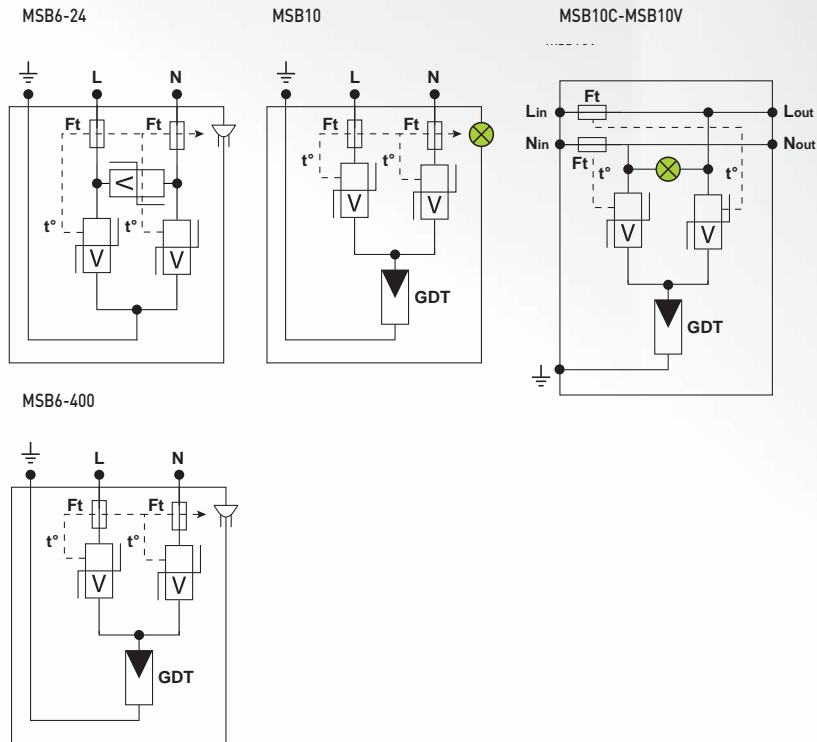 MSB6-24
MSB10
MSB10C-MSB10V
L N
Ft Ft
t° t°
V
V V
L N
Ft Ft
t° t°
V V
GDT
Lin Ft Lout
Nin Nout
Ft t° t°
V V
GDT
MSB6-400
L N
Ft Ft
t° t°
V V
GDT